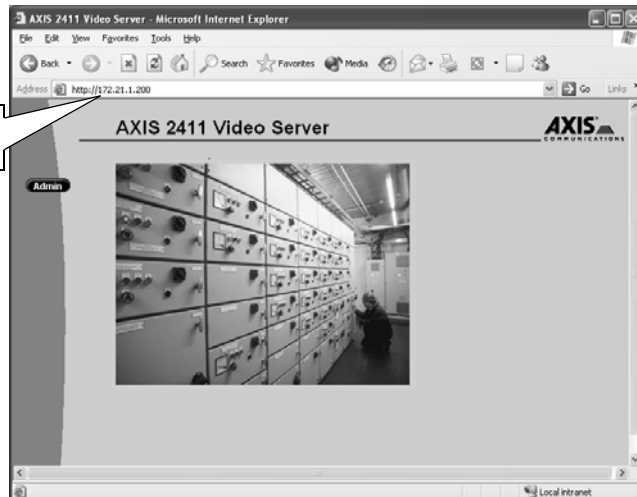 AXIS 2411 Video Server - Microsoft Internet Explorer
File Edit View Favorites Tools Help
Back Search Favorites Media
Address http://172.21.1.200 Go Links
AXIS 2411 Video Server
AXIS
COMMUNICATIONS
Admin
Local intranet